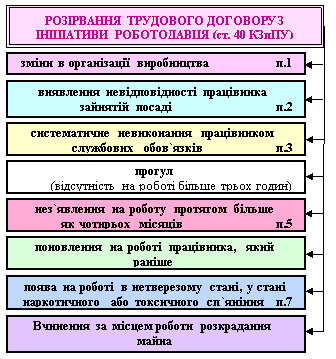 РОЗІРВАННЯ ТРУДОВОГО ДОГОВОРУ З
ІНІЦІАТИВИ РОБОТОДАВЦЯ (ст. 40 КЗпПУ)
зміни в організації виробництва п.1
виявлення невідповідності працівника
зайнятій посаді п.2
систематичне невиконання працівником
службових обов`язків п.3
прогул
(відсутність на роботі більше трьох годин)
нез`явлення на роботу протягом більше
як чотирьох місяців п.5
поновлення на роботі працівника, який
раніше
поява на роботі в нетверезому стані, у стані
наркотичного або токсичного сп`яніння п.7
Вчинення за місцем роботи розкрадання
майна